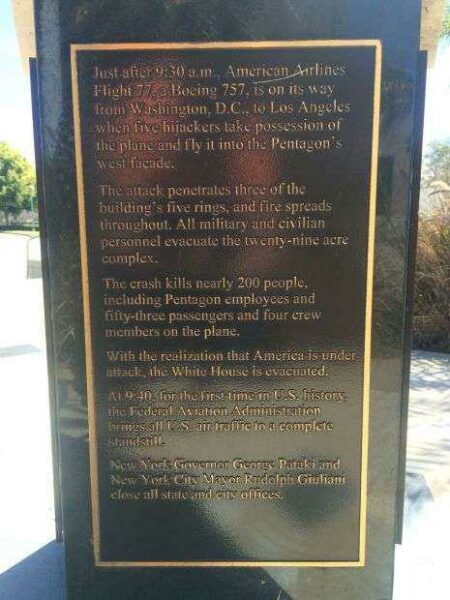 Just after 9:30 a.m., American Airlines
Flight 77, a Boeing 757, is on its way
from Washington, D.C., to Los Angeles
when five hijackers take possession of
the plane and fly it into the Pentagon's
west facade.
The attack penetrates three of the
building's five rings, and fire spreads
throughout. All military and civilian
personnel evacuate the twenty-nine acre
complex.
The crash kills nearly 200 people,
including Pentagon employees and
fifty-three passengers and four crew
members on the plane.
With the realization that America is under
attack, the White House is evacuated.
At 9:40, for the first time in U.S. history,
the Federal Aviation Administration
brings all U.S. air traffic to a complete
standstill.
New York Governor George Pataki and
New York City Mayor Rudolph Giuliani
close all state and city offices.